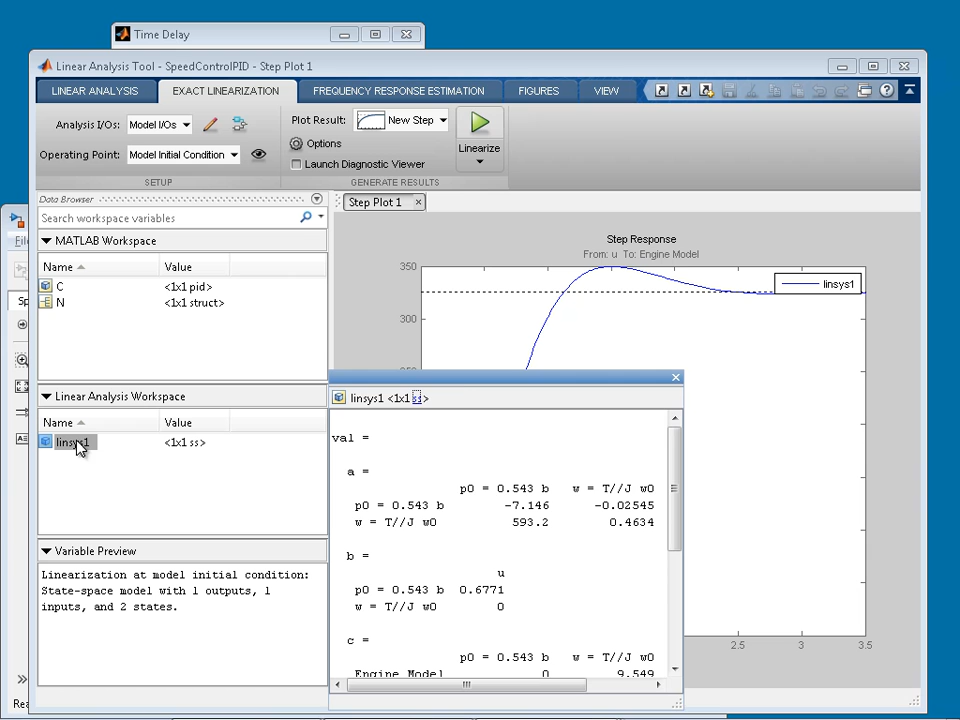 Time Delay
Linear Analysis Tool - SpeedControlPID - Step Plot 1
LINEAR ANALYSIS
EXACT LINEARIZATION
FREQUENCY RESPONSE ESTIMATION
FIGURES
VIEW
Analysis I/Os: Model I/Os
Operating Point: Model Initial Condition
SETUP
Plot Result: New Step
Options
Launch Diagnostic Viewer
Linearize
GENERATE RESULTS
Data Browser
Search workspace variables
MATLAB Workspace
Name Value
C <1x1 pid>
N <1x1 struct>
Linear Analysis Workspace
Name Value
linsys1 <1x1 ss>
Variable Preview
Linearization at model initial condition:
State-space model with 1 outputs, 1
inputs, and 2 states.
Step Plot 1
Step Response
From: u To: Engine Model
350
300
linsys1
2.5 3 3.5
linsys1 <1x1 ss>
val =
a =
p0 = 0.543 b w = T//J w0
p0 = 0.543 b -7.146 -0.02545
w = T//J w0 593.2 0.4634
b =
u
p0 = 0.543 b 0.6771
w = T//J w0 0
c =
p0 = 0.543 b w = T//J w0
Engine Model 0 9.549